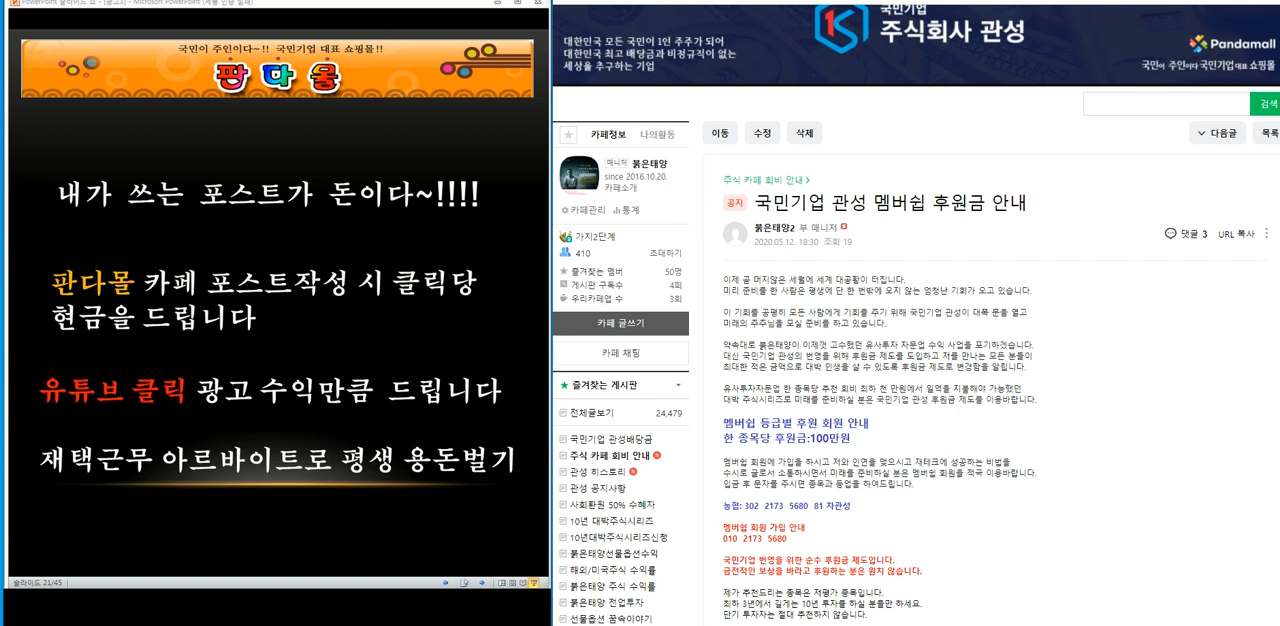 PowerPoint 슬라이드 쇼 - [광고3] - Microsoft PowerPoint (제품 인증 실패)
국민이 주인이다~!! 국민기업 대표 쇼핑몰!!
판다몰
내가 쓰는 포스트가 돈이다~!!!!
판다몰 카페 포스트작성 시 클릭당
현금을 드립니다
유튜브 클릭 광고 수익만큼 드립니다
재택근무 아르바이트로 평생 용돈벌기
슬라이드 21/45
대한민국 모든 국민이 1인 주주가 되어
대한민국 최고 배당금과 비정규직이 없는
세상을 추구하는 기업
국민기업
주식회사 관성
Pandamall
국민이 주인이다 국민기업 대표 쇼핑몰
검색
카페정보 나의활동
매니저 붉은태양
since 2016.10.20.
카페소개
카페관리 통계
가지2단계
410 초대하기
즐겨찾는 멤버 50명
게시판 구독수 4회
우리카페앱 수 3회
카페 글쓰기
카페 채팅
즐겨찾는 게시판
전체글보기 24,479
국민기업 관성배당금
주식 카페 회비 안내
관성 히스토리
관성 공지사항
사회환원 50% 수혜자
10년 대박주식시리즈
10년대박주식시리즈신청
붉은태양선물옵션수익
해외/미국주식 수익률
붉은태양 주식 수익률
붉은태양 전업투자
선물옵션 꿈속이야기
이동 수정 삭제
다음글 목록
주식 카페 회비 안내 >
공지 국민기업 관성 멤버쉽 후원금 안내
붉은태양2 부 매니저
2020.05.12. 18:30 조회 19
댓글 3 URL 복사
이제 곧 머지않은 세월에 세계 대공황이 터집니다.
미리 준비를 한 사람은 평생에 단 한 번밖에 오지 않는 엄청난 기회가 오고 있습니다.
이 기회를 공평히 모든 사람에게 기회를 주기 위해 국민기업 관성이 대폭 문을 열고
미래의 주주님을 모실 준비를 하고 있습니다.
약속대로 붉은태양이 이제껏 고수했던 유사투자 자문업 수익 사업을 포기하겠습니다.
대신 국민기업 관성의 번영을 위해 후원금 제도를 도입하고 저를 만나는 모든 분들이
최대한 적은 금액으로 대박 인생을 살 수 있도록 후원금 제도로 변경함을 알립니다.
유사투자자문업 한 종목당 추천 회비 최하 천 만원에서 일억을 지불해야 가능했던
대박 주식시리즈로 미래를 준비하실 분은 국민기업 관성 후원금 제도를 이용바랍니다.
멤버쉽 등급별 후원 회원 안내
한 종목당 후원금:100만원
멤버쉽 회원에 가입을 하시고 저와 인연을 맺으시고 재테크에 성공하는 비법을
수시로 글로서 소통하시면서 미래를 준비하실 분은 멤버쉽 회원을 적극 이용바랍니다.
입금 후 문자를 주시면 종목과 등업을 하여드립니다.
농협: 302 2173 5680 81 차관성
멤버쉽 회원 가입 안내
010 2173 5680
국민기업 번영을 위한 순수 후원금 제도입니다.
금전적인 보상을 바라고 후원하는 분은 원치 않습니다.
제가 추천드리는 종목은 저평가 종목입니다.
최하 3년에서 길게는 10년 투자를 하실 분들만 하세요.
단기 투자자는 절대 추천하지 않습니다.